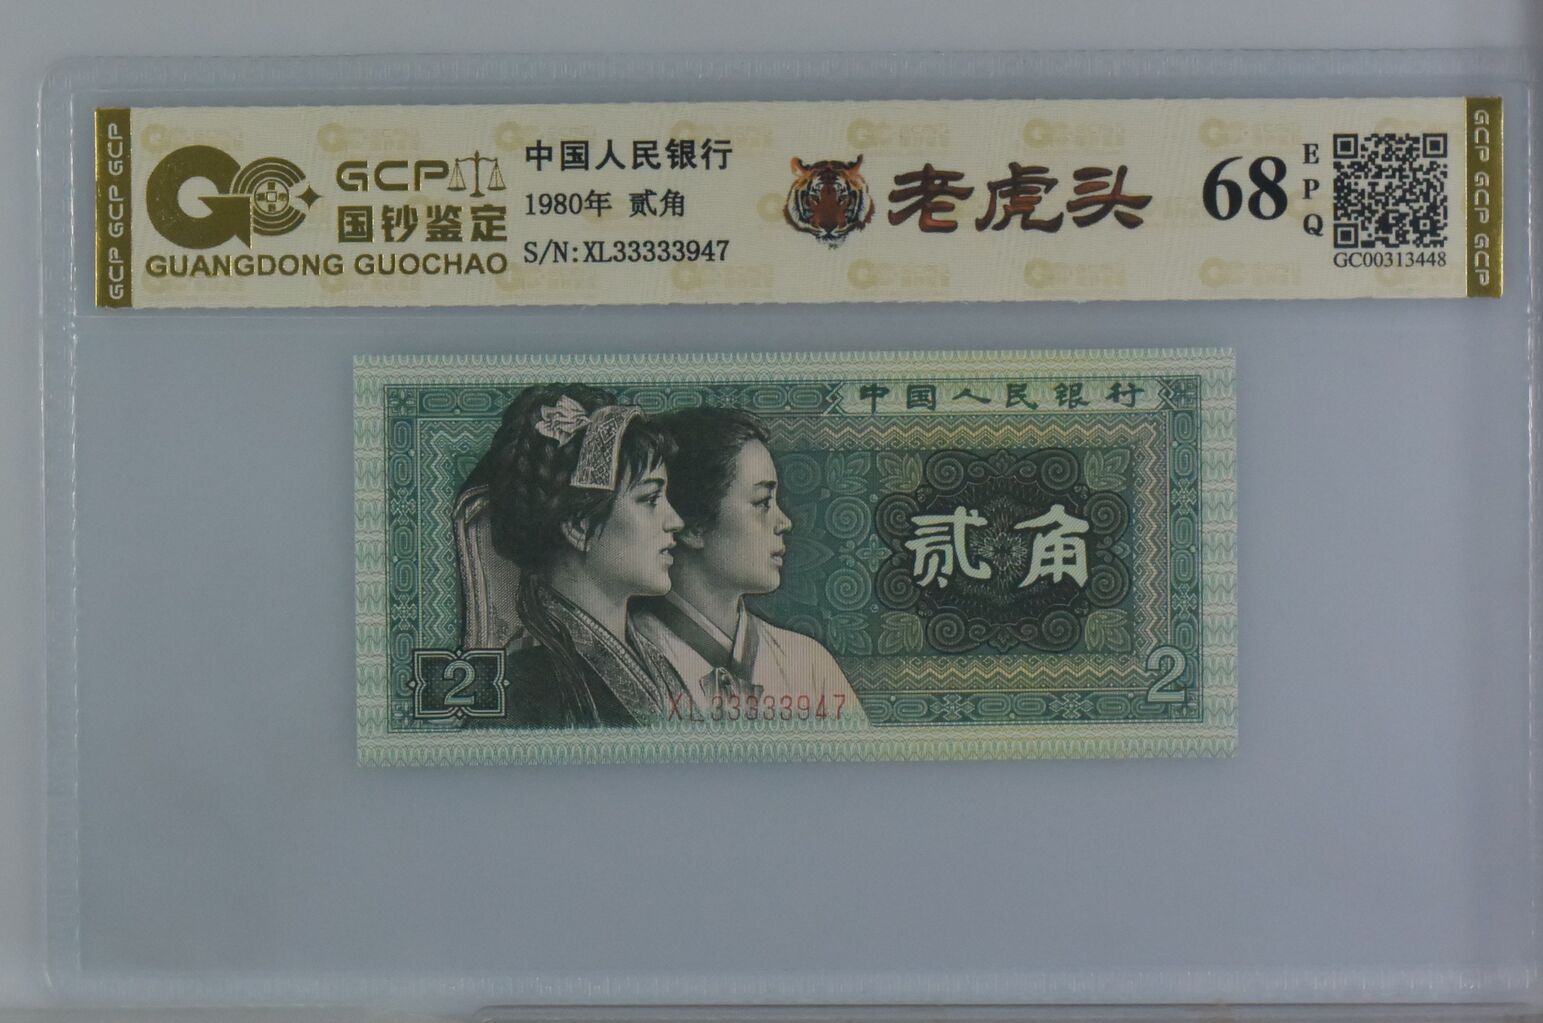 GCP
国钞鉴定
GUANGDONG GUOCHAO
中国人民银行
1980年 贰角
S/N:XL33333947
老虎头
68
EPQ
GC00313448
GCP GCP GCP
GCP GCP GCP
中国人民银行
贰角
2
2
XL33333947